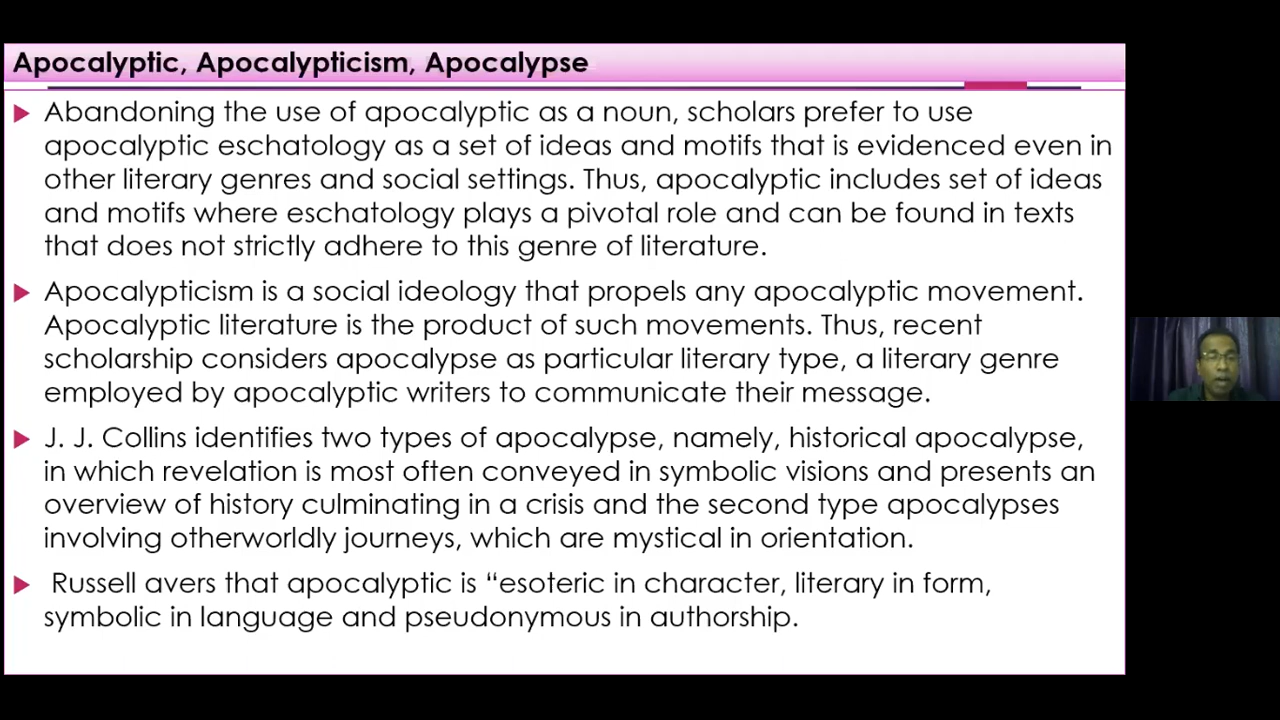 Apocalyptic, Apocalypticism, Apocalypse
Abandoning the use of apocalyptic as a noun, scholars prefer to use
apocalyptic eschatology as a set of ideas and motifs that is evidenced even in
other literary genres and social settings. Thus, apocalyptic includes set of ideas
and motifs where eschatology plays a pivotal role and can be found in texts
that does not strictly adhere to this genre of literature.
Apocalypticism is a social ideology that propels any apocalyptic movement.
Apocalyptic literature is the product of such movements. Thus, recent
scholarship considers apocalypse as particular literary type, a literary genre
employed by apocalyptic writers to communicate their message.
J. J. Collins identifies two types of apocalypse, namely, historical apocalypse,
in which revelation is most often conveyed in symbolic visions and presents an
overview of history culminating in a crisis and the second type apocalypses
involving otherworldly journeys, which are mystical in orientation.
Russell avers that apocalyptic is “esoteric in character, literary in form,
symbolic in language and pseudonymous in authorship.